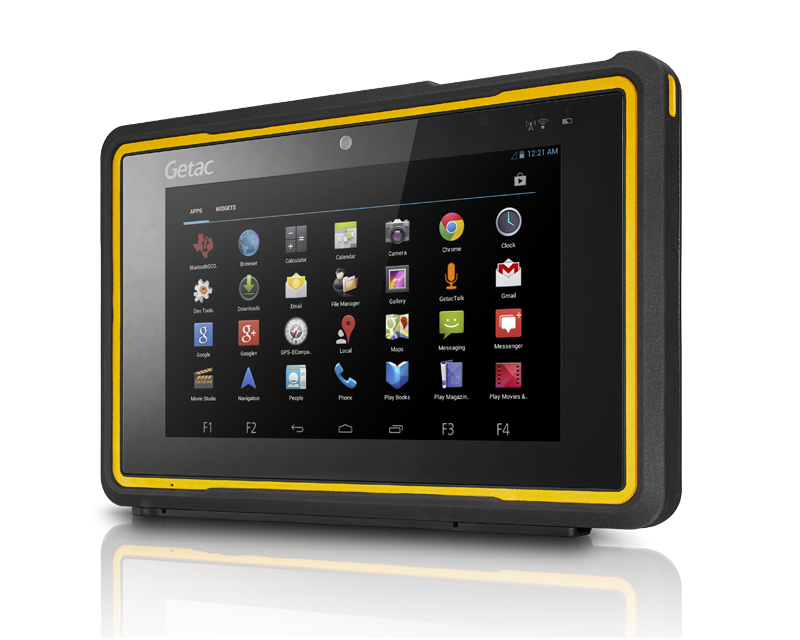 Getac
12:21 AM
APPS WIDGETS
BluetoothSCO... Browser Calculator Calendar Camera Chrome Clock
Dev Tools Downloads Email File Manager Gallery GetacTalk Gmail
Google Google+ GPS-ECompa... Local Maps Messaging Messenger
Movie Studio Navigation People Phone Play Books Play Magazin... Play Movies &..
F1 F2 F3 F4